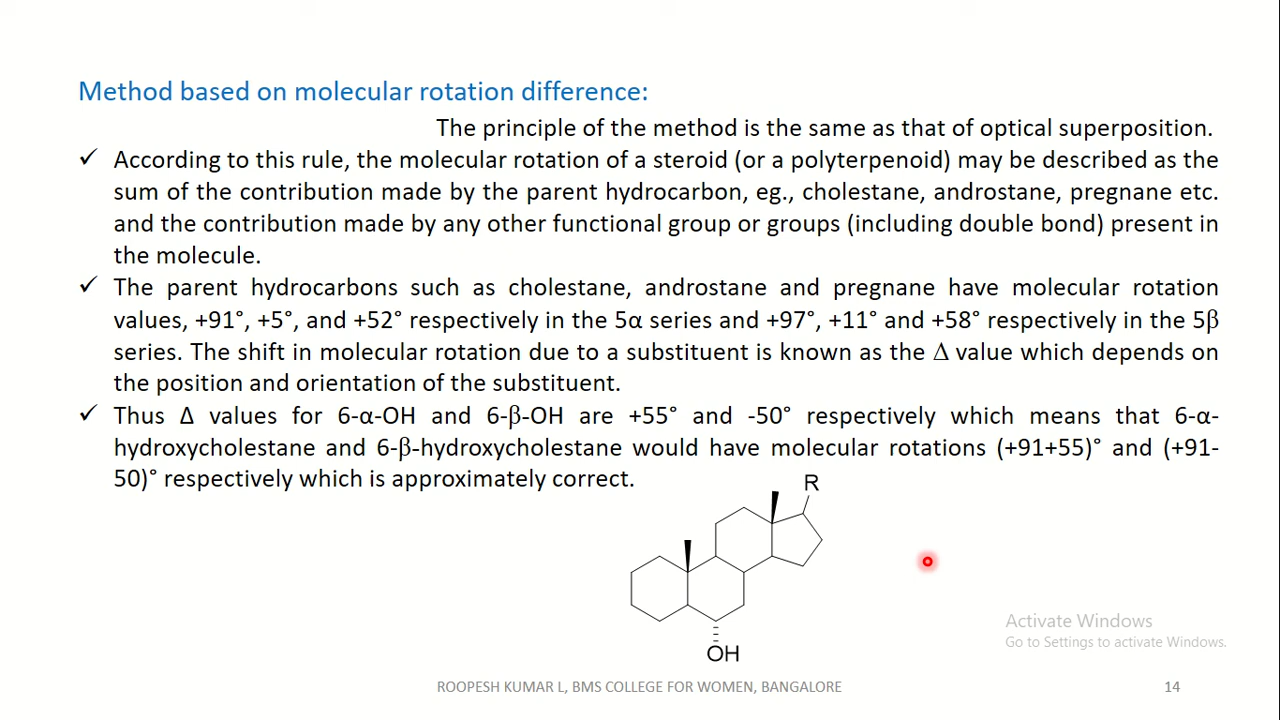 Method based on molecular rotation difference:
The principle of the method is the same as that of optical superposition.
✓ According to this rule, the molecular rotation of a steroid (or a polyterpenoid) may be described as the
sum of the contribution made by the parent hydrocarbon, eg., cholestane, androstane, pregnane etc.
and the contribution made by any other functional group or groups (including double bond) present in
the molecule.
✓ The parent hydrocarbons such as cholestane, androstane and pregnane have molecular rotation
values, +91°, +5°, and +52° respectively in the 5α series and +97°, +11° and +58° respectively in the 5β
series. The shift in molecular rotation due to a substituent is known as the Δ value which depends on
the position and orientation of the substituent.
✓ Thus Δ values for 6-α-OH and 6-β-OH are +55° and -50° respectively which means that 6-α-
hydroxycholestane and 6-β-hydroxycholestane would have molecular rotations (+91+55)° and (+91-
50)° respectively which is approximately correct.
R
OH
Activate Windows
Go to Settings to activate Windows.
ROOPESH KUMAR L, BMS COLLEGE FOR WOMEN, BANGALORE
14